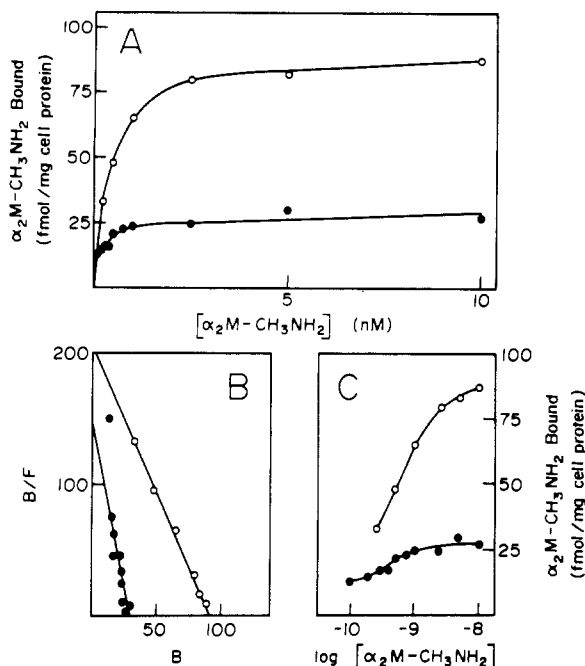 A
α₂M-CH₃NH₂ Bound
(fmol/mg cell protein)
100
75
50
25
5
10
[α₂M-CH₃NH₂] (nM)
B
B/F
200
100
50
100
B
C
100
75
50
25
α₂M-CH₃NH₂ Bound
(fmol/mg cell protein)
-10
-9
-8
log [α₂M-CH₃NH₂]